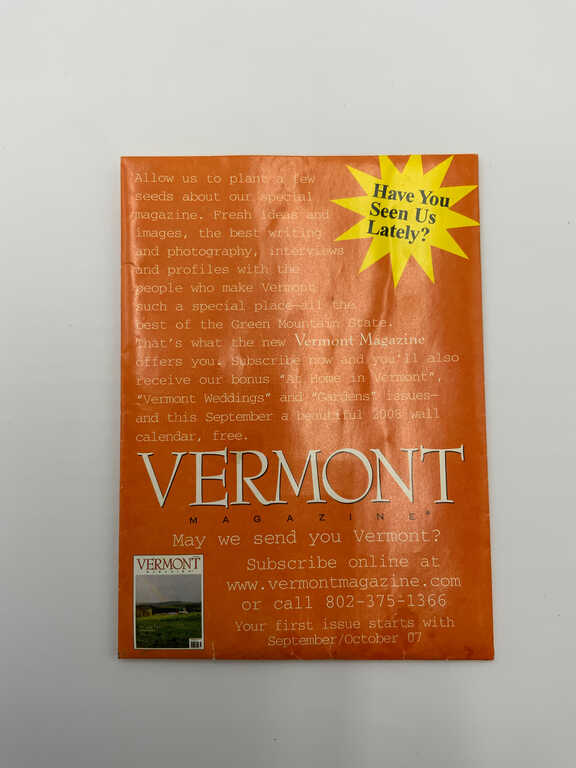 Allow us to plant a few
seeds about our special
magazine. Fresh ideas and
images, the best writing
and photography, interviews
and profiles with the
people who make Vermont
such a special place—all the
best of the Green Mountain State.
That's what the new Vermont Magazine
offers you. Subscribe now and you'll also
receive our bonus "At Home in Vermont",
"Vermont Weddings" and "Gardens" issues—
and this September a beautiful 2008 wall
calendar, free.
Have You
Seen Us
Lately?
VERMONT
MAGAZINE®
May we send you Vermont?
VERMONT
MAGAZINE
Subscribe online at
www.vermontmagazine.com
or call 802-375-1366
Your first issue starts with
September/October 07